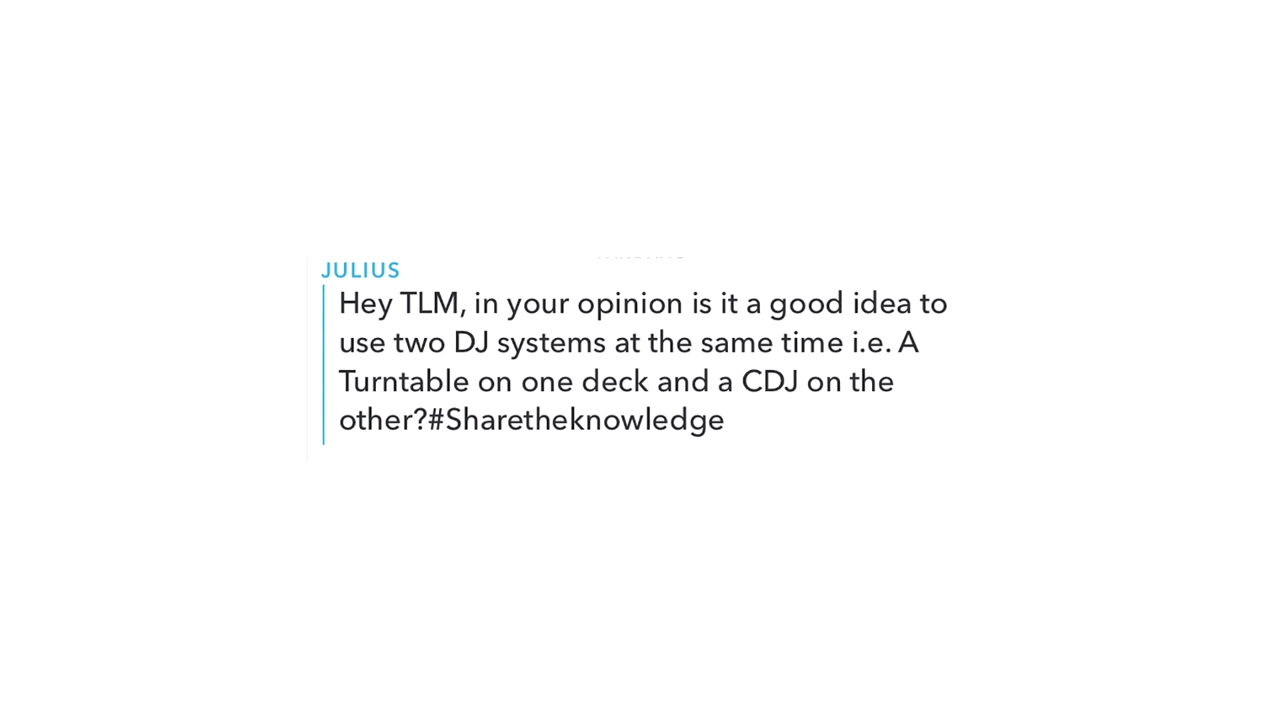 JULIUS
Hey TLM, in your opinion is it a good idea to
use two DJ systems at the same time i.e. A
Turntable on one deck and a CDJ on the
other?#Sharetheknowledge